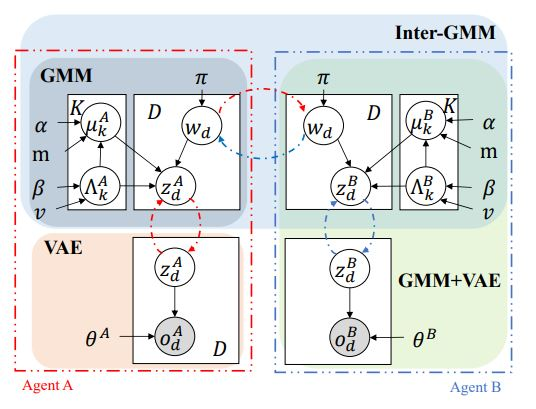 Inter-GMM
GMM
π
π
K
D
D
K
α
μ_k^A
w_d
w_d
μ_k^B
α
m
m
β
Λ_k^A
z_d^A
z_d^B
Λ_k^B
β
ν
ν
VAE
z_d^A
z_d^B
GMM+VAE
θ^A
o_d^A
D
o_d^B
θ^B
Agent A
Agent B